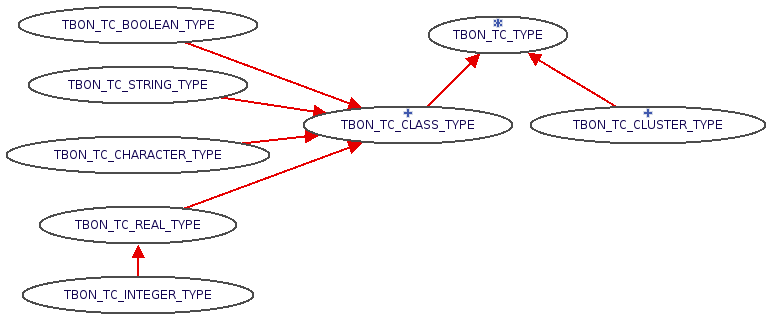 TBON_TC_BOOLEAN_TYPE
*
TBON_TC_TYPE
TBON_TC_STRING_TYPE
+
TBON_TC_CLASS_TYPE
+
TBON_TC_CLUSTER_TYPE
TBON_TC_CHARACTER_TYPE
TBON_TC_REAL_TYPE
TBON_TC_INTEGER_TYPE